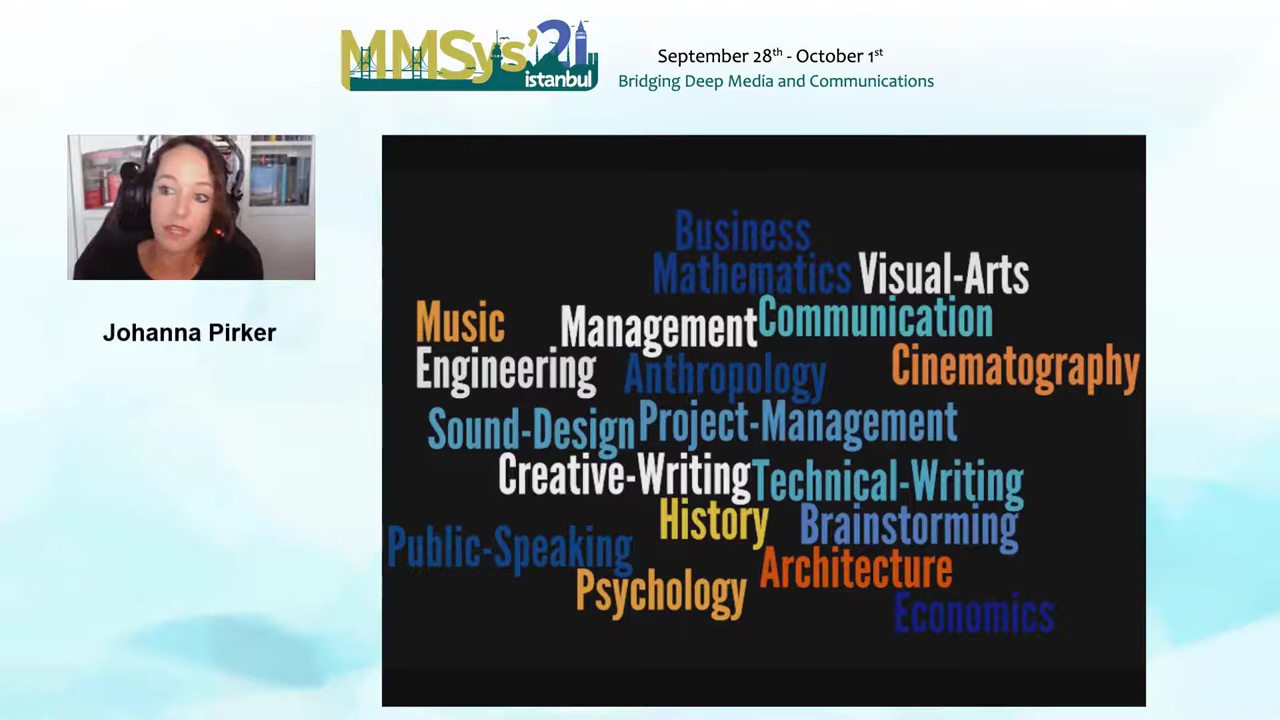 MMSys'21
istanbul
September 28th - October 1st
Bridging Deep Media and Communications
Johanna Pirker
Business
Mathematics Visual-Arts
Music Management Communication
Engineering Anthropology Cinematography
Sound-Design Project-Management
Creative-Writing Technical-Writing
History Brainstorming
Public-Speaking
Psychology Architecture
Economics